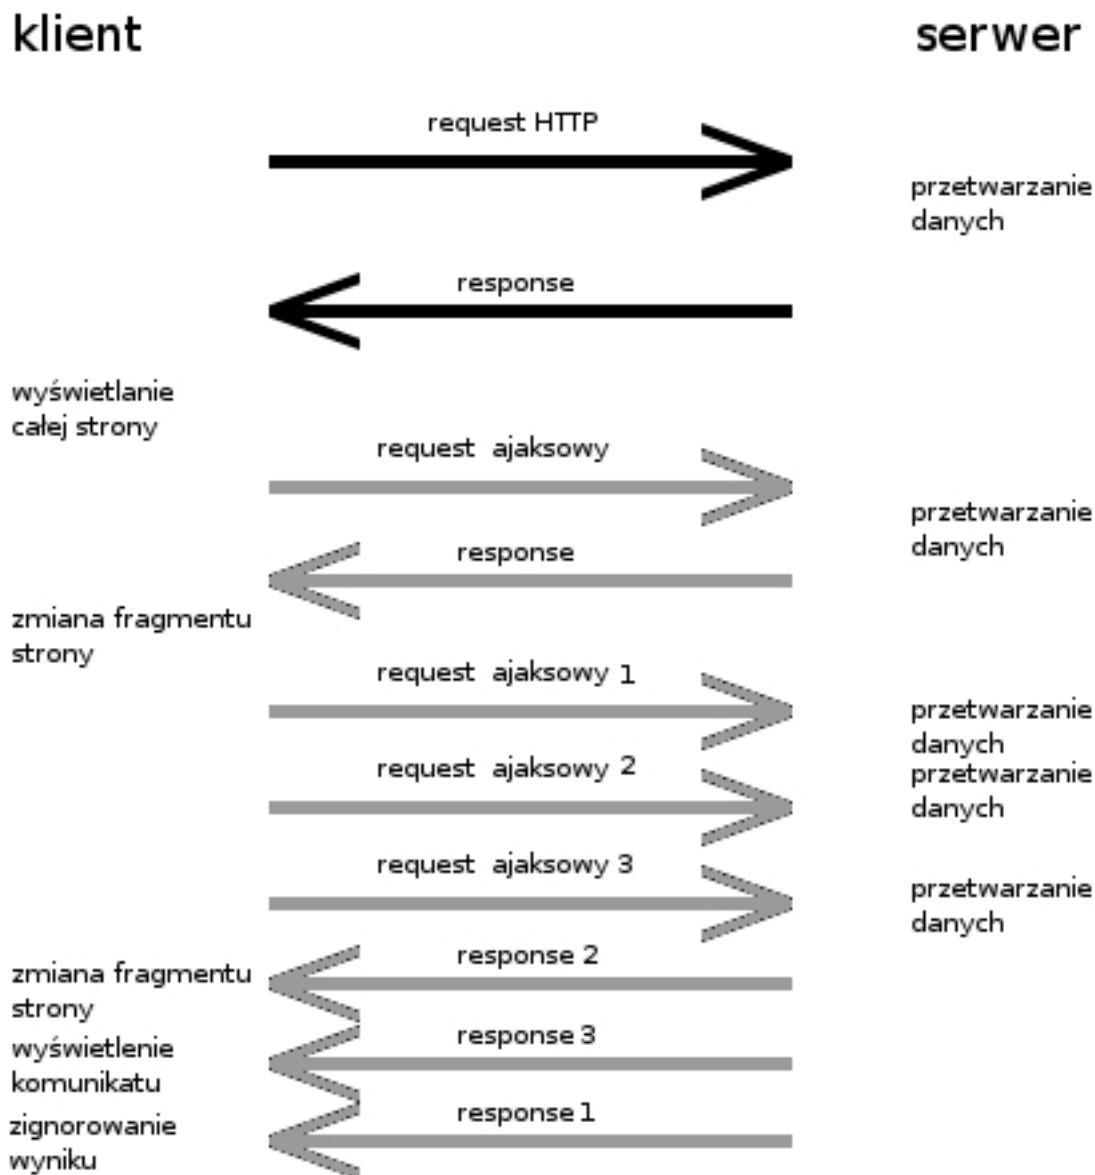 klient
serwer
request HTTP
przetwarzanie
danych
response
wyświetlanie
całej strony
request ajaksowy
przetwarzanie
danych
response
zmiana fragmentu
strony
request ajaksowy 1
przetwarzanie
danych
request ajaksowy 2
przetwarzanie
danych
request ajaksowy 3
przetwarzanie
danych
response 2
zmiana fragmentu
strony
response 3
wyświetlenie
komunikatu
response 1
zignorowanie
wyniku